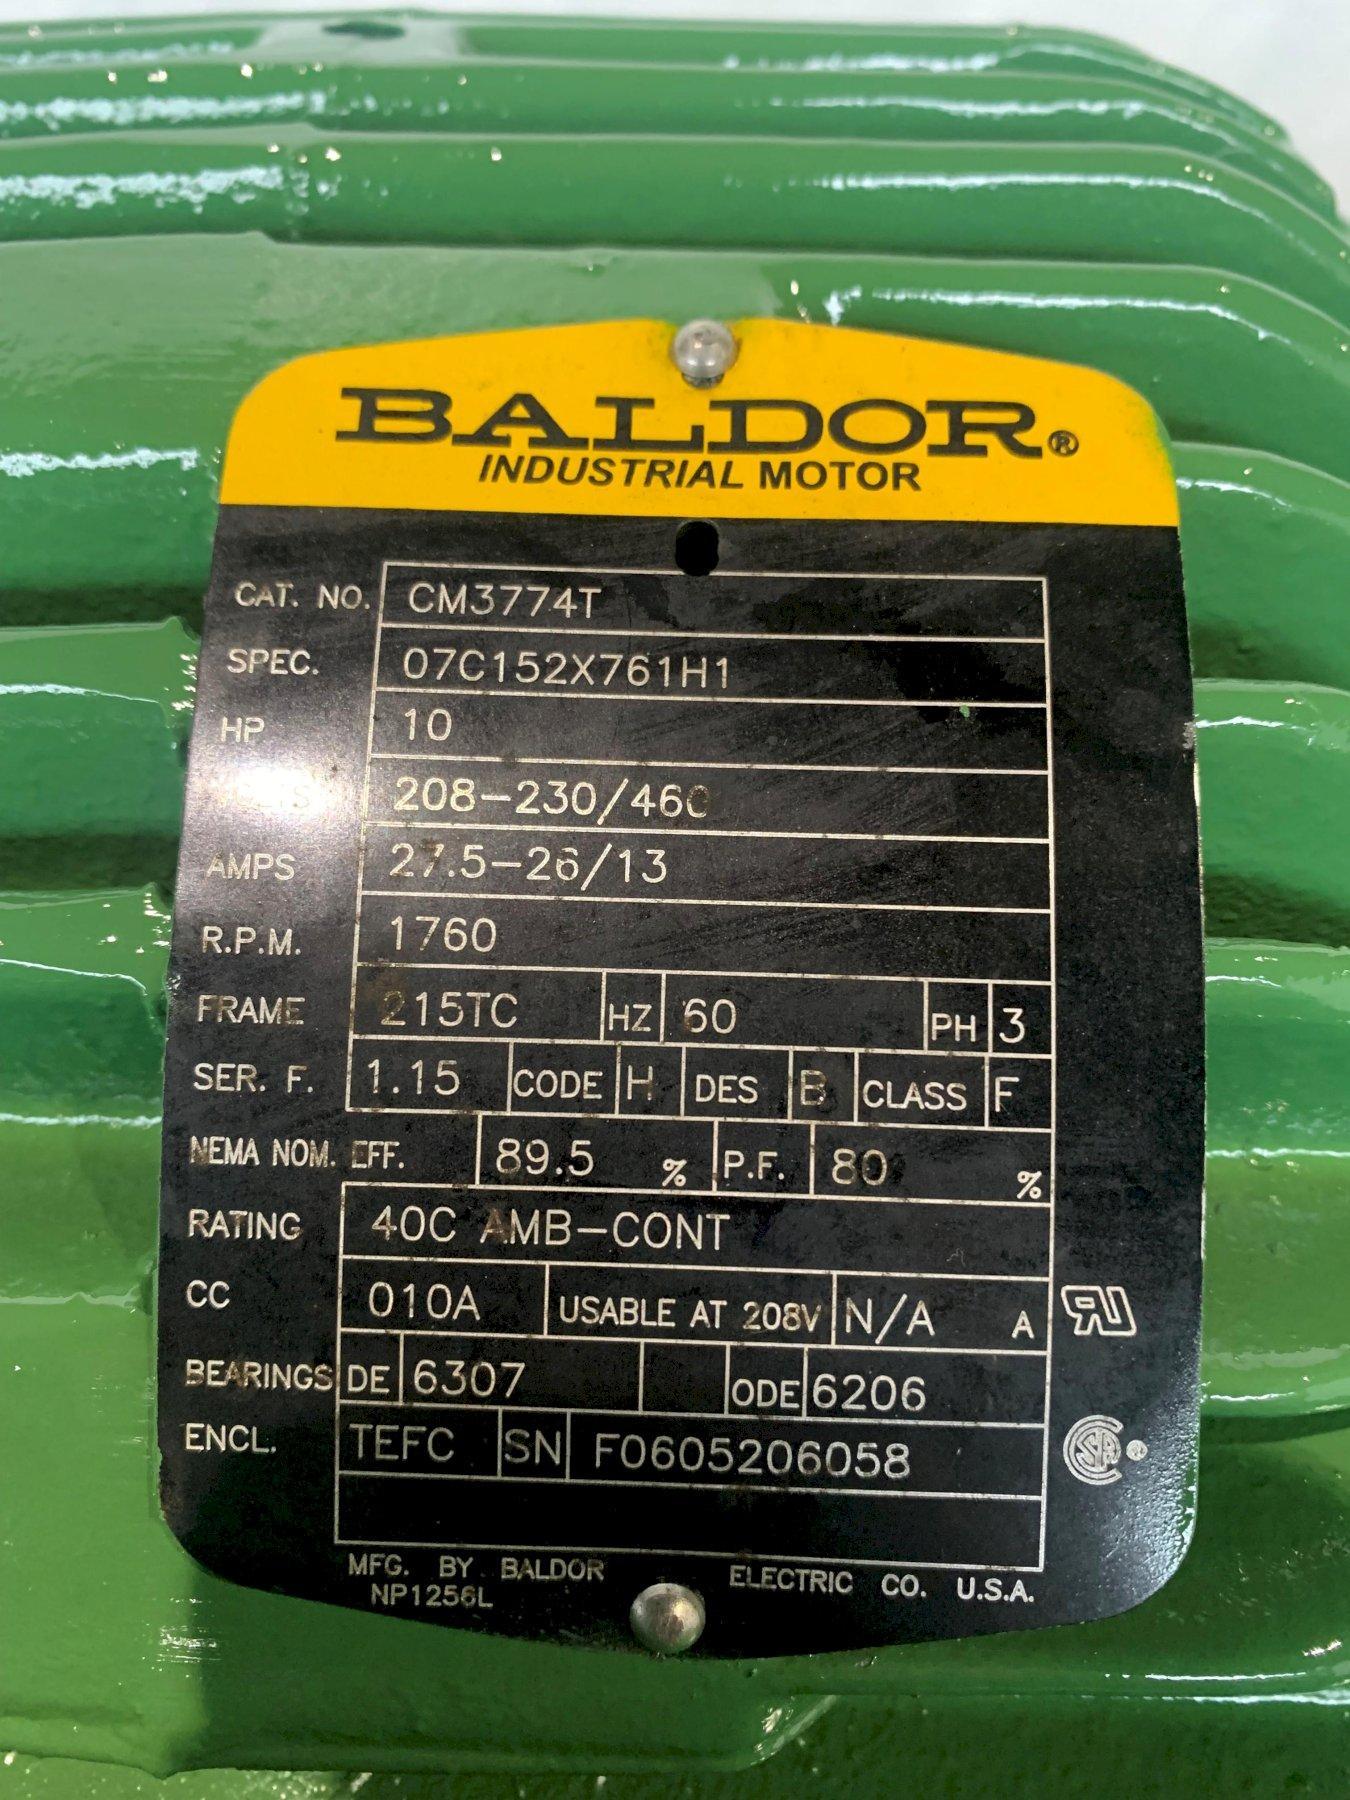 BALDOR®
INDUSTRIAL MOTOR
CAT. NO. CM3774T
SPEC. 07C152X761H1
HP 10
VOLTS 208-230/460
AMPS 27.5-26/13
R.P.M. 1760
FRAME 215TC HZ 60 PH 3
SER. F. 1.15 CODE H DES B CLASS F
NEMA NOM. EFF. 89.5 % P.F. 80 %
RATING 40C AMB-CONT
CC 010A USABLE AT 208V N/A A
BEARINGS DE 6307 ODE 6206
ENCL. TEFC SN F0605206058
MFG. BY BALDOR ELECTRIC CO. U.S.A.
NP1256L